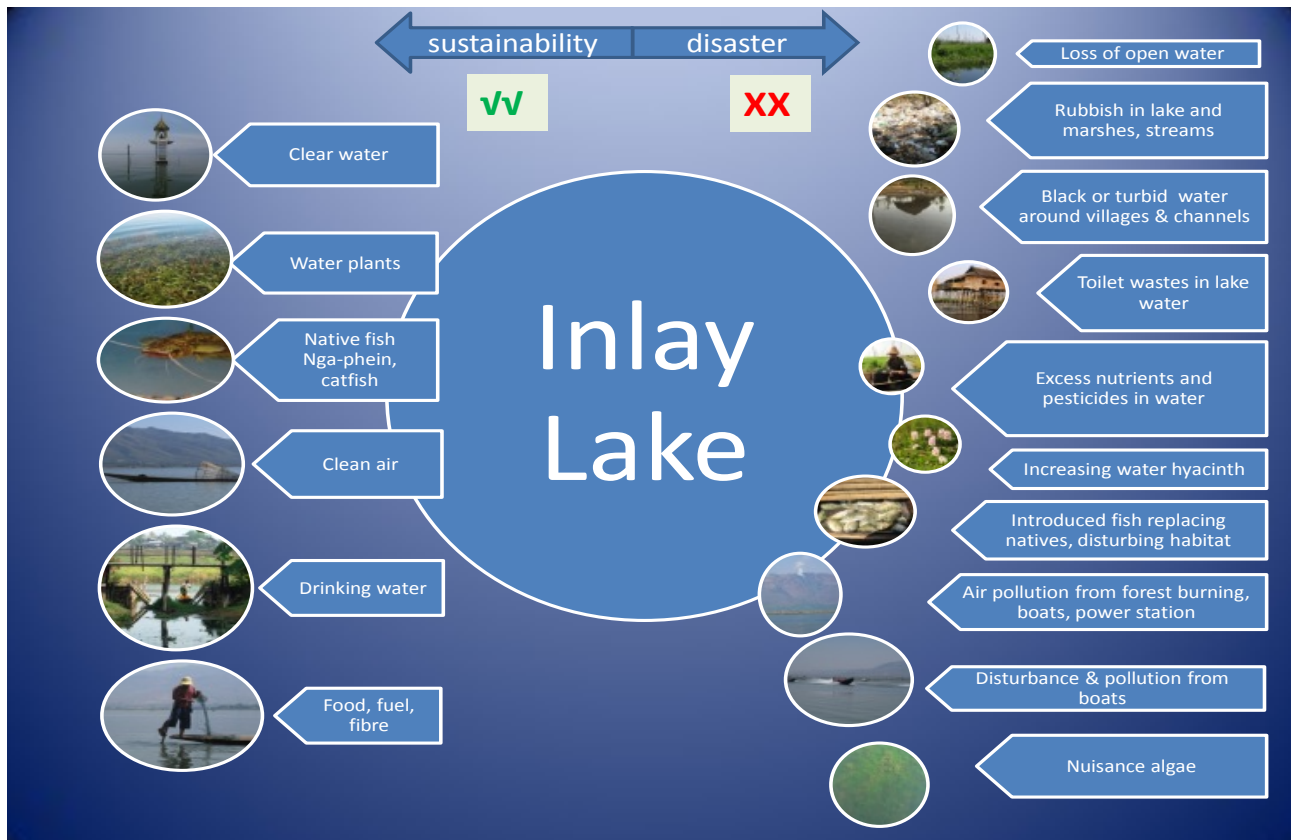 sustainability disaster
√√ XX
Clear water
Water plants
Native fish
Nga-phein,
catfish
Clean air
Drinking water
Food, fuel,
fibre
Inlay
Lake
Loss of open water
Rubbish in lake and
marshes, streams
Black or turbid water
around villages & channels
Toilet wastes in lake
water
Excess nutrients and
pesticides in water
Increasing water hyacinth
Introduced fish replacing
natives, disturbing habitat
Air pollution from forest burning,
boats, power station
Disturbance & pollution from
boats
Nuisance algae